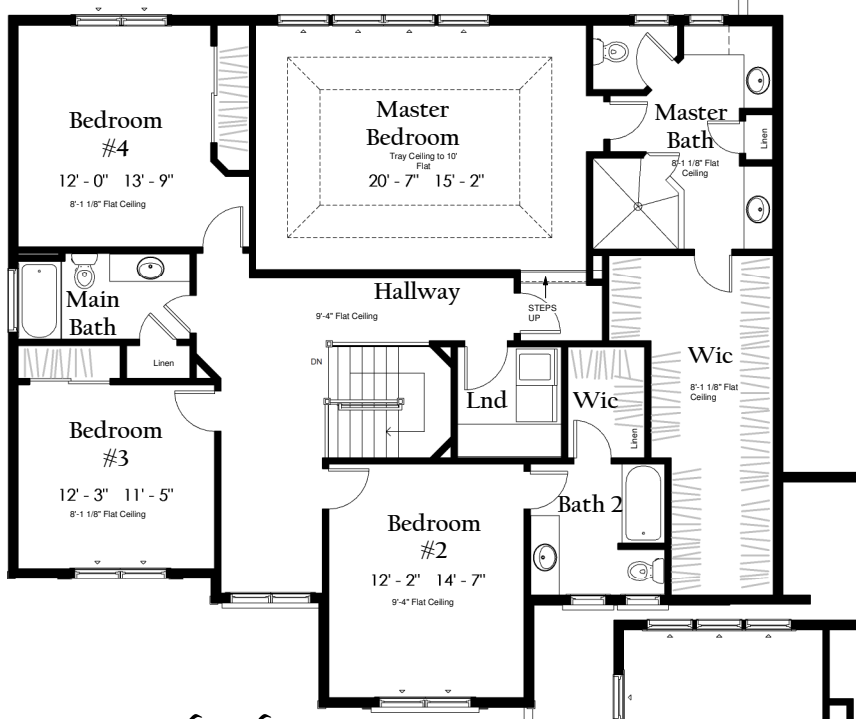 Bedroom
#4
12' - 0" 13' - 9"
8'-1 1/8" Flat Ceiling
Master
Bedroom
Tray Ceiling to 10'
Flat
20' - 7" 15' - 2"
Master
Bath
8'-1 1/8" Flat
Ceiling
Linen
Main
Bath
Linen
Hallway
9'-4" Flat Ceiling
STEPS
UP
DN
Lnd
Wic
Linen
Wic
8'-1 1/8" Flat
Ceiling
Bedroom
#3
12' - 3" 11' - 5"
8'-1 1/8" Flat Ceiling
Bedroom
#2
12' - 2" 14' - 7"
9'-4" Flat Ceiling
Bath 2